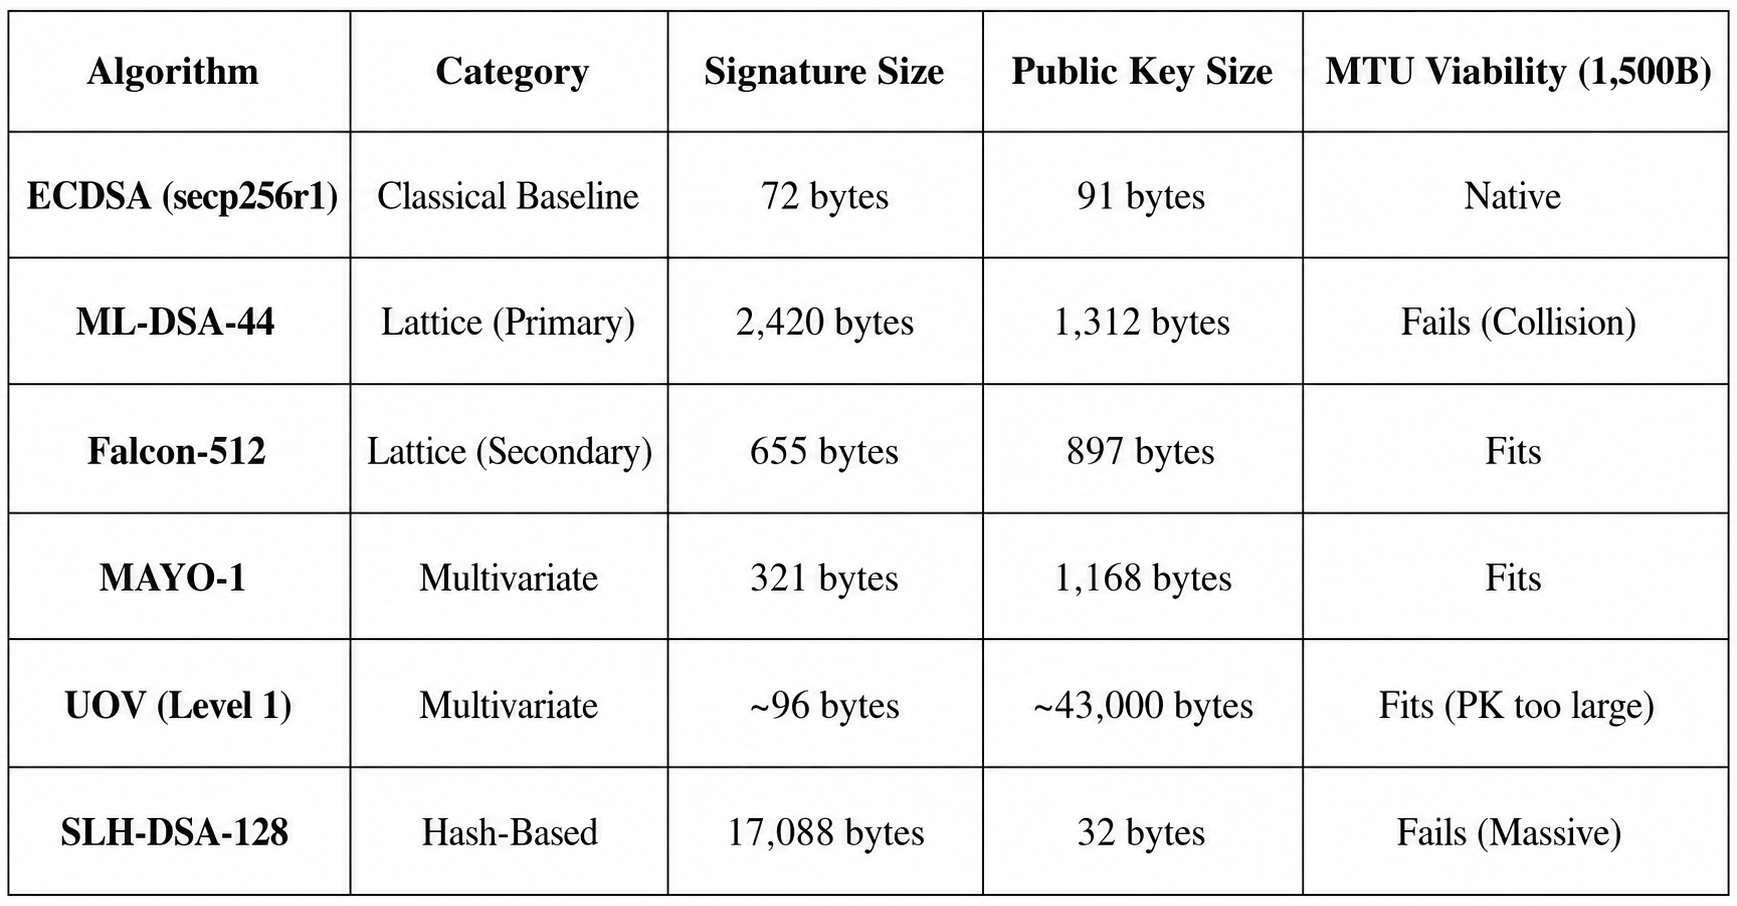 Algorithm Category Signature Size Public Key Size MTU Viability (1,500B)
ECDSA (secp256r1) Classical Baseline 72 bytes 91 bytes Native
ML-DSA-44 Lattice (Primary) 2,420 bytes 1,312 bytes Fails (Collision)
Falcon-512 Lattice (Secondary) 655 bytes 897 bytes Fits
MAYO-1 Multivariate 321 bytes 1,168 bytes Fits
UOV (Level 1) Multivariate ~96 bytes ~43,000 bytes Fits (PK too large)
SLH-DSA-128 Hash-Based 17,088 bytes 32 bytes Fails (Massive)